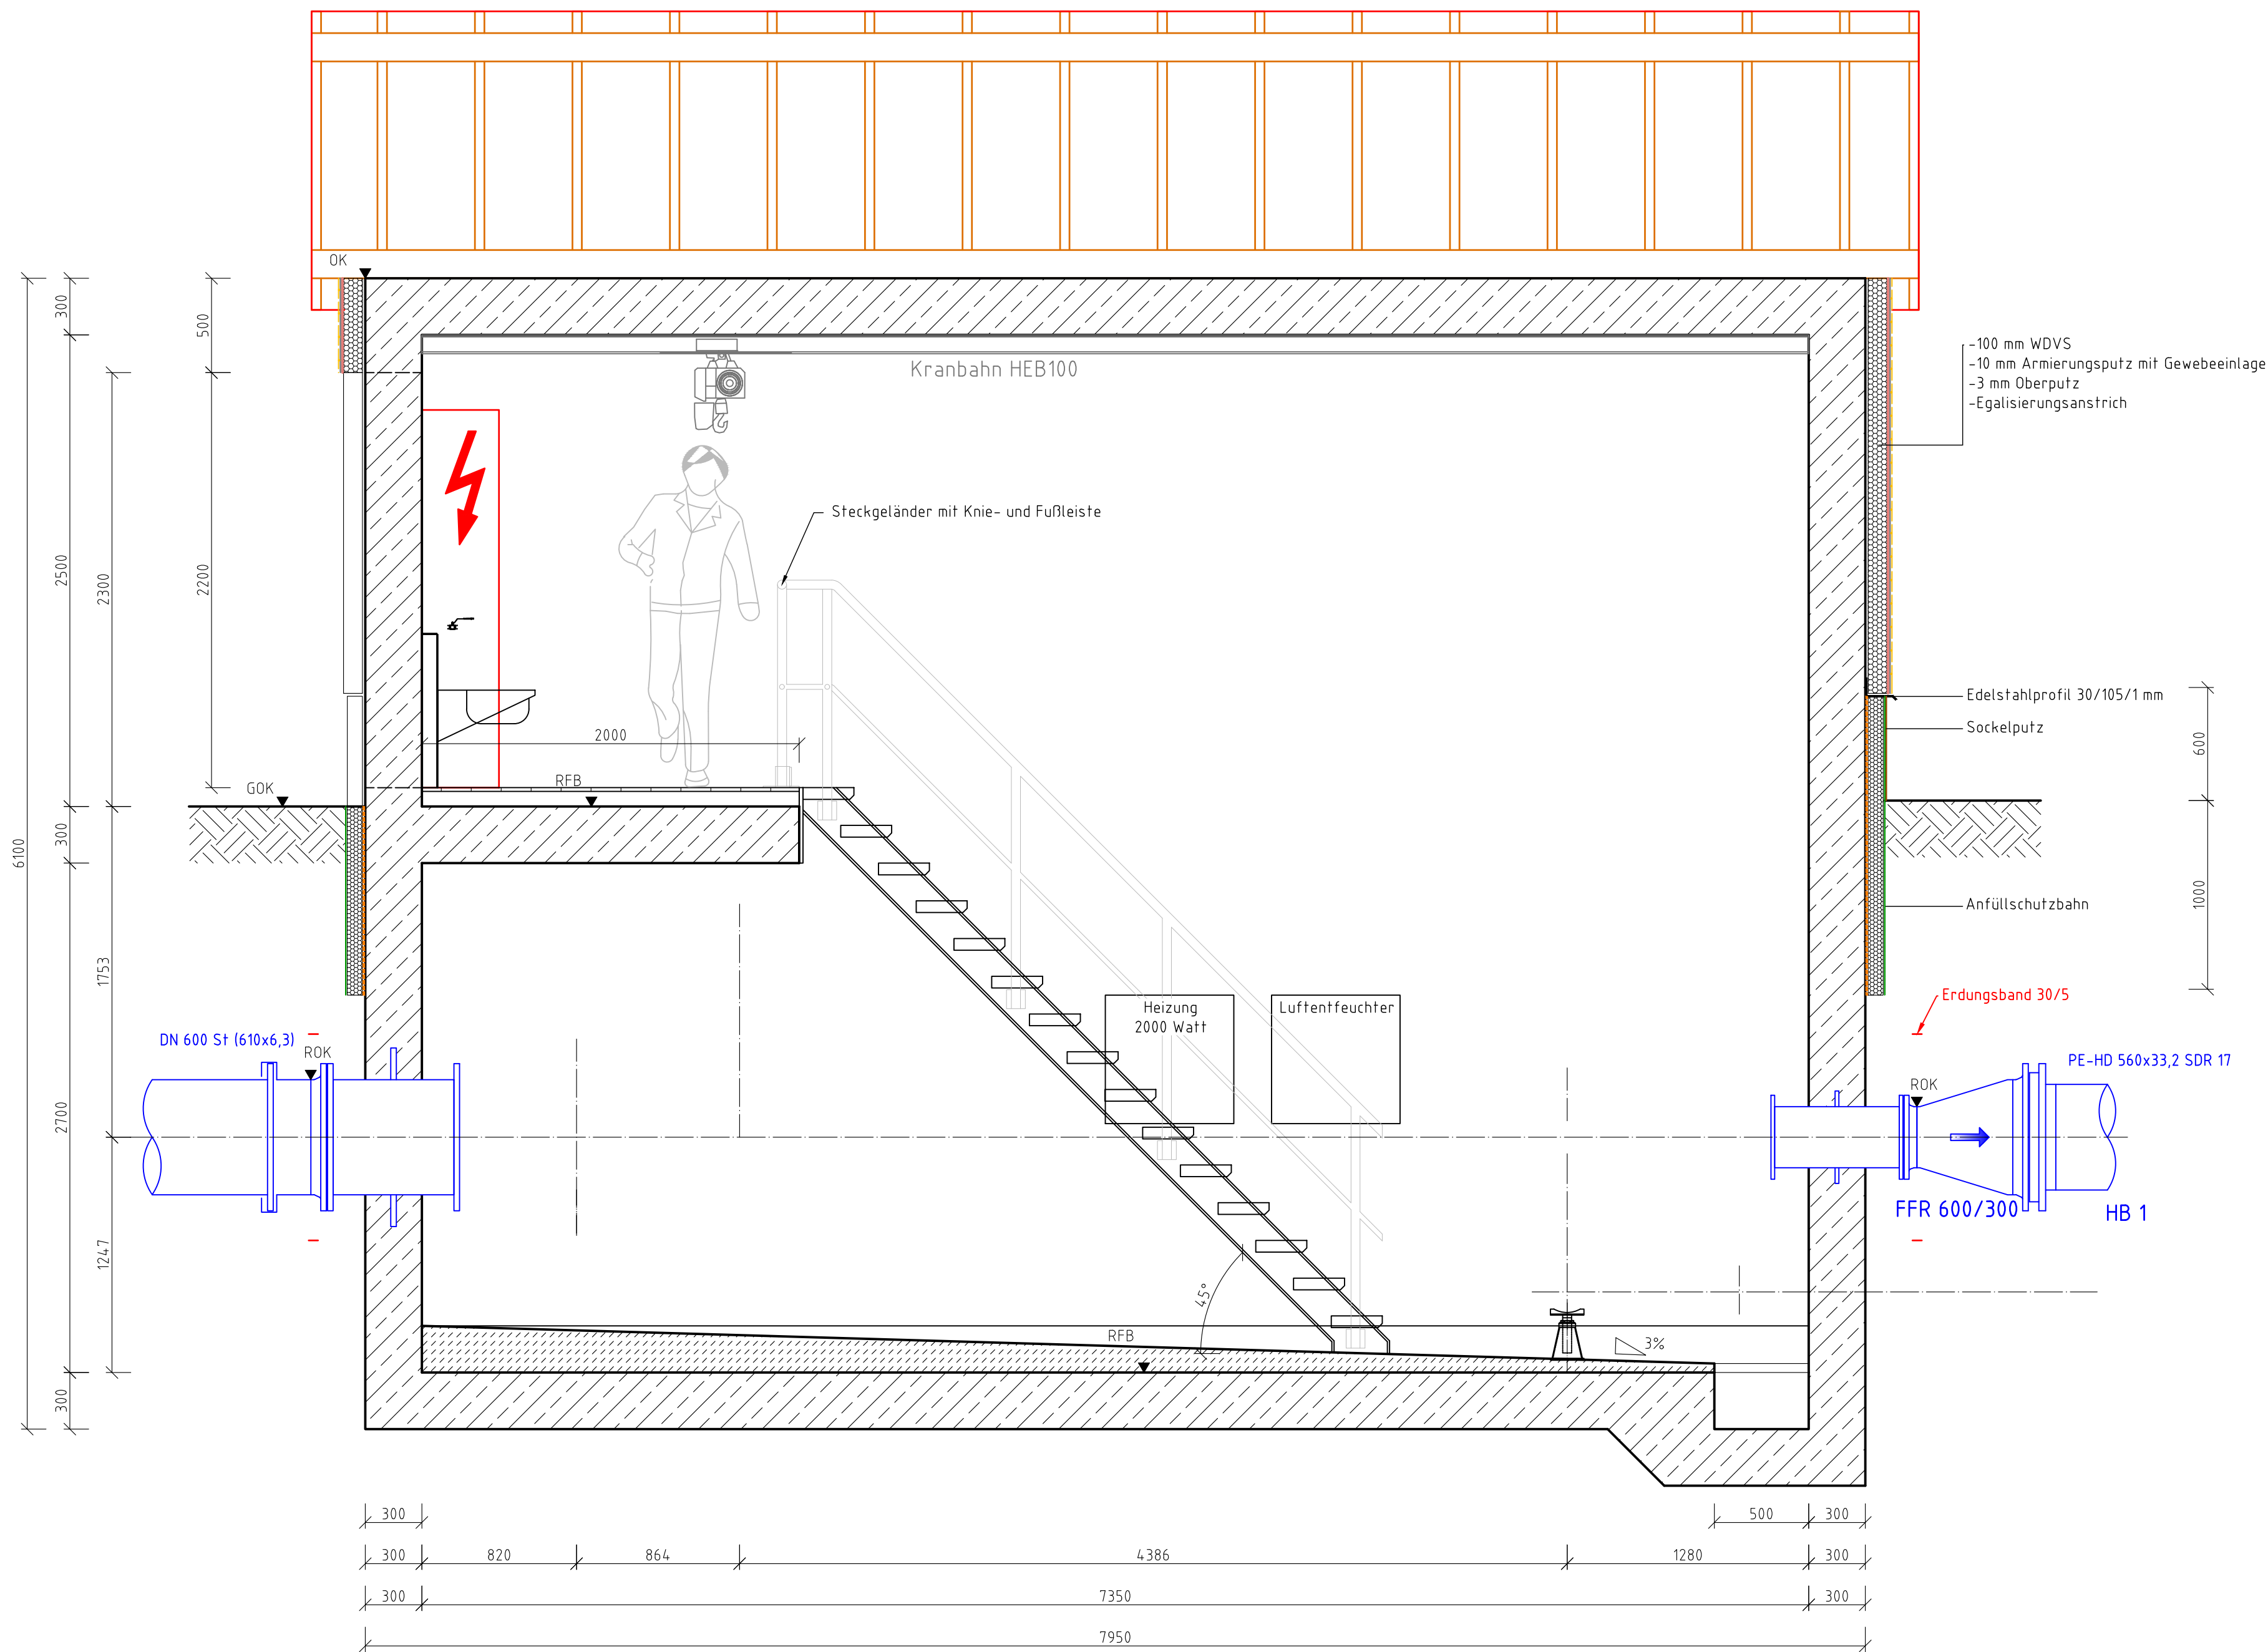 OK
300
500
Kranbahn HEB100
-100 mm WDVS
-10 mm Armierungsputz mit Gewebeeinlage
-3 mm Oberputz
-Egalisierungsanstrich
Steckgeländer mit Knie- und Fußleiste
2500
2300
2200
Edelstahlprofil 30/105/1 mm
Sockelputz
600
2000
RFB
GOK
300
6100
1000
Anfüllschutzbahn
1753
Heizung
2000 Watt
Luftentfeuchter
Erdungsband 30/5
DN 600 St (610x6,3)
ROK
PE-HD 560x33,2 SDR 17
ROK
2700
FFR 600/300
HB 1
1247
45°
RFB
3%
300
300
500
300
300
820
864
4386
1280
300
300
7350
300
7950